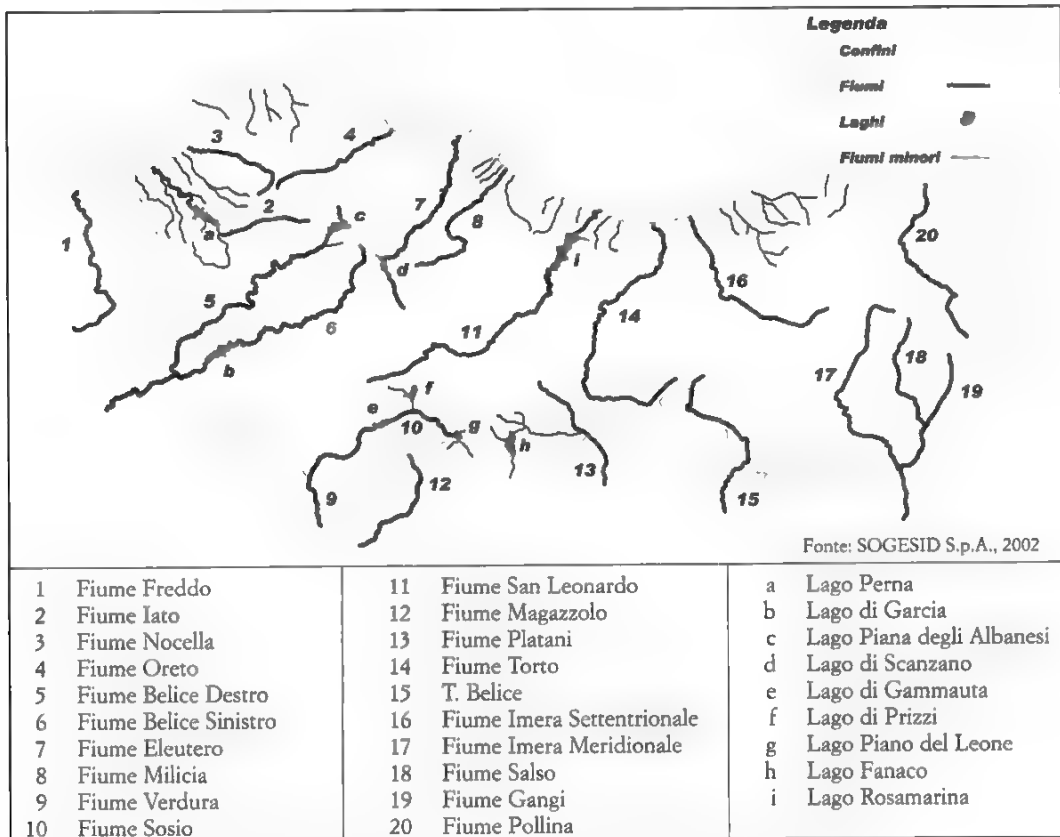 Legenda
Confini
Fiumi
Laghi
Fiumi minori
3
4
7
8
c
2
a
1
d
i
20
5
6
16
14
11
b
17
18
19
f
e
10
g
h
13
9
12
15
Fonte: SOGESID S.p.A., 2002
1 Fiume Freddo
2 Fiume Iato
3 Fiume Nocella
4 Fiume Oreto
5 Fiume Belice Destro
6 Fiume Belice Sinistro
7 Fiume Eleutero
8 Fiume Milicia
9 Fiume Verdura
10 Fiume Sosio
11 Fiume San Leonardo
12 Fiume Magazzolo
13 Fiume Platani
14 Fiume Torto
15 T. Belice
16 Fiume Imera Settentrionale
17 Fiume Imera Meridionale
18 Fiume Salso
19 Fiume Gangi
20 Fiume Pollina
a Lago Perna
b Lago di Garcia
c Lago Piana degli Albanesi
d Lago di Scanzano
e Lago di Gammauta
f Lago di Prizzi
g Lago Piano del Leone
h Lago Fanaco
i Lago Rosamarina